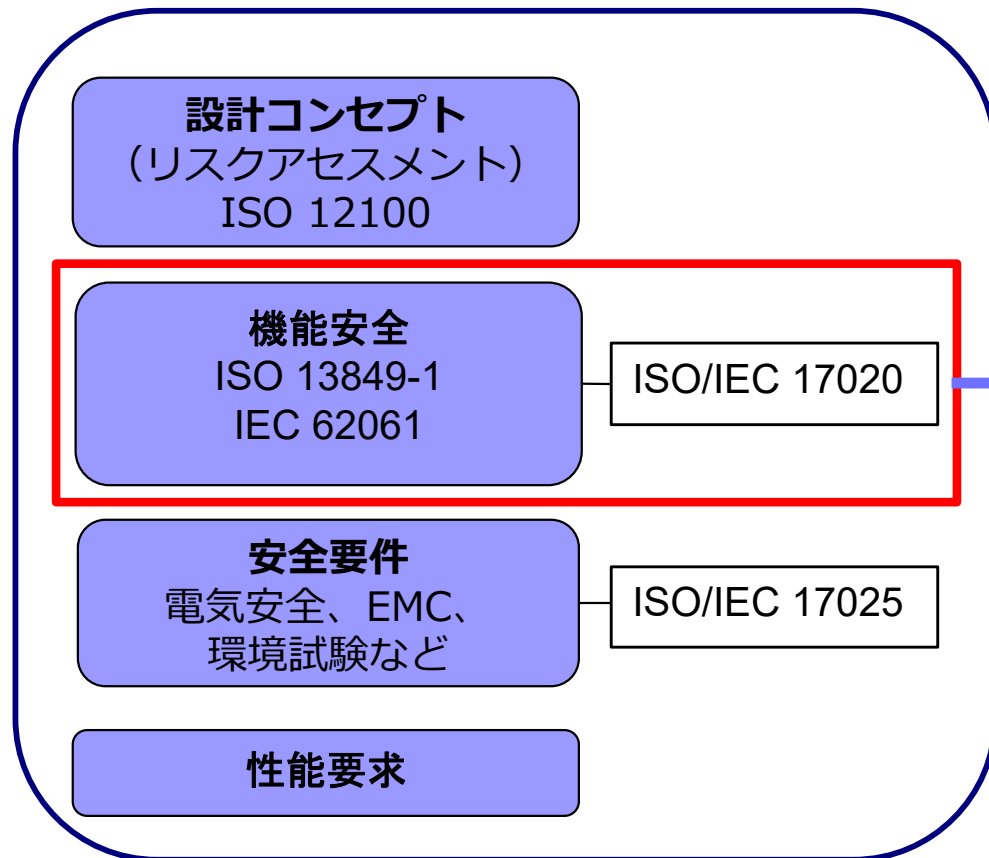 設計コンセプト
（リスクアセスメント）
ISO 12100
機能安全
ISO 13849-1
IEC 62061
ISO/IEC 17020
安全要件
電気安全、EMC、
環境試験など
ISO/IEC 17025
性能要求